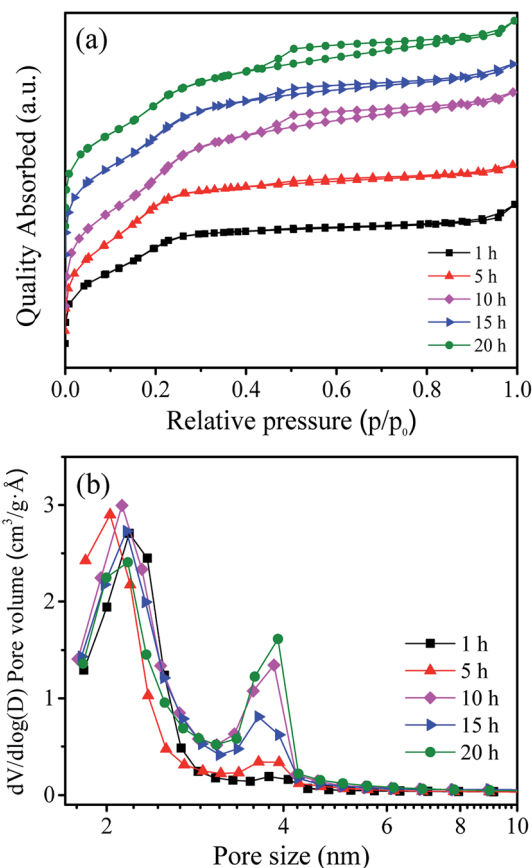 (a)
Quality Absorbed (a.u.)
1 h
5 h
10 h
15 h
20 h
0.0 0.2 0.4 0.6 0.8 1.0
Relative pressure (p/p₀)
(b)
dV/dlog(D) Pore volume (cm³/g·Å)
3
2
1
0
1 h
5 h
10 h
15 h
20 h
2 4 6 8 10
Pore size (nm)